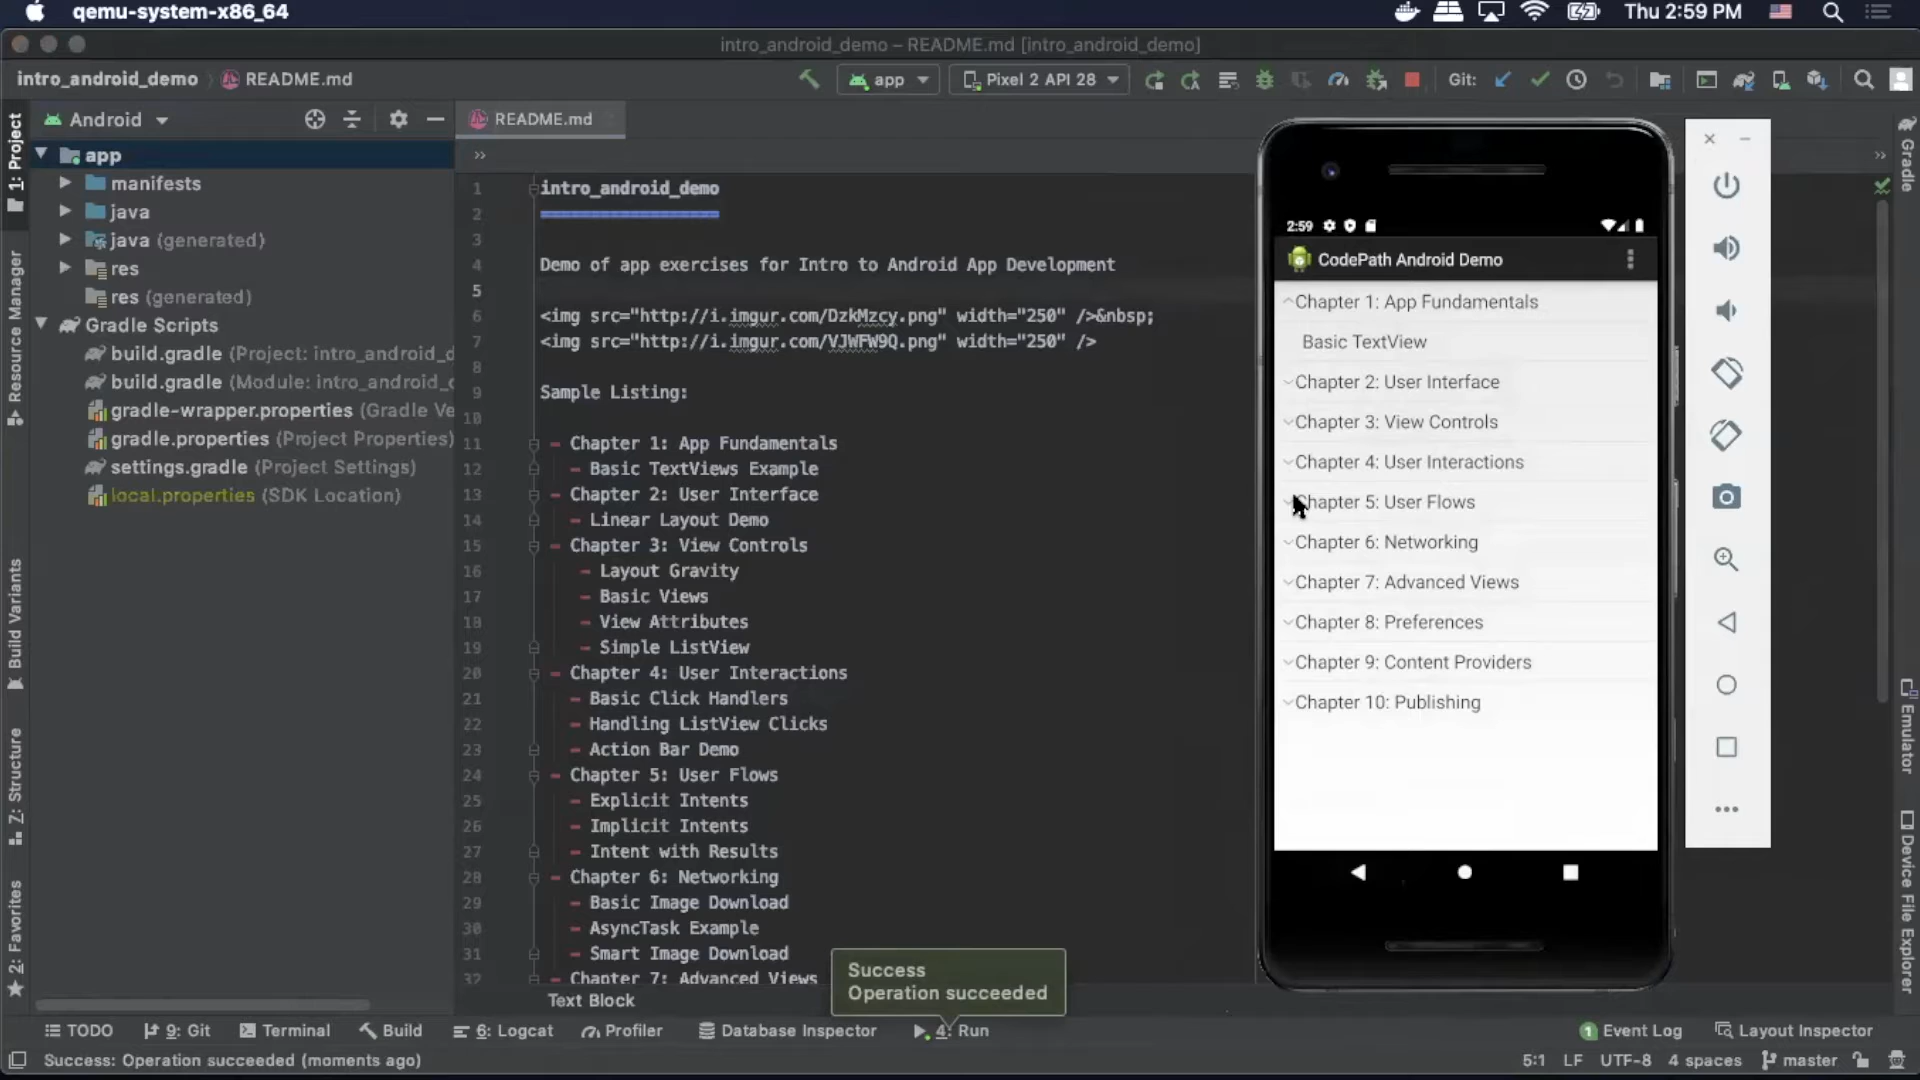 qemu-system-x86_64
Thu 2:59 PM
intro_android_demo – README.md [intro_android_demo]
intro_android_demo
README.md
app
Pixel 2 API 28
Git:
1: Project
Resource Manager
Build Variants
7: Structure
2: Favorites
Android
app
manifests
java
java (generated)
res
res (generated)
Gradle Scripts
build.gradle (Project: intro_android_d
build.gradle (Module: intro_android_
gradle-wrapper.properties (Gradle Ve
gradle.properties (Project Properties)
settings.gradle (Project Settings)
local.properties (SDK Location)
README.md
1 intro_android_demo
2 ==================
3
4 Demo of app exercises for Intro to Android App Development
5
6 <img src="http://i.imgur.com/DzkMzcy.png" width="250" />&nbsp;
7 <img src="http://i.imgur.com/VJWFW9Q.png" width="250" />
8
9 Sample Listing:
10
11 - Chapter 1: App Fundamentals
12 - Basic TextViews Example
13 - Chapter 2: User Interface
14 - Linear Layout Demo
15 - Chapter 3: View Controls
16 - Layout Gravity
17 - Basic Views
18 - View Attributes
19 - Simple ListView
20 - Chapter 4: User Interactions
21 - Basic Click Handlers
22 - Handling ListView Clicks
23 - Action Bar Demo
24 - Chapter 5: User Flows
25 - Explicit Intents
26 - Implicit Intents
27 - Intent with Results
28 - Chapter 6: Networking
29 - Basic Image Download
30 - AsyncTask Example
31 - Smart Image Download
32 - Chapter 7: Advanced Views
Text Block
Success
Operation succeeded
2:59
CodePath Android Demo
Chapter 1: App Fundamentals
Basic TextView
Chapter 2: User Interface
Chapter 3: View Controls
Chapter 4: User Interactions
Chapter 5: User Flows
Chapter 6: Networking
Chapter 7: Advanced Views
Chapter 8: Preferences
Chapter 9: Content Providers
Chapter 10: Publishing
Gradle
Emulator
Device File Explorer
TODO
9: Git
Terminal
Build
6: Logcat
Profiler
Database Inspector
4: Run
1 Event Log
Layout Inspector
Success: Operation succeeded (moments ago)
5:1
LF
UTF-8
4 spaces
master